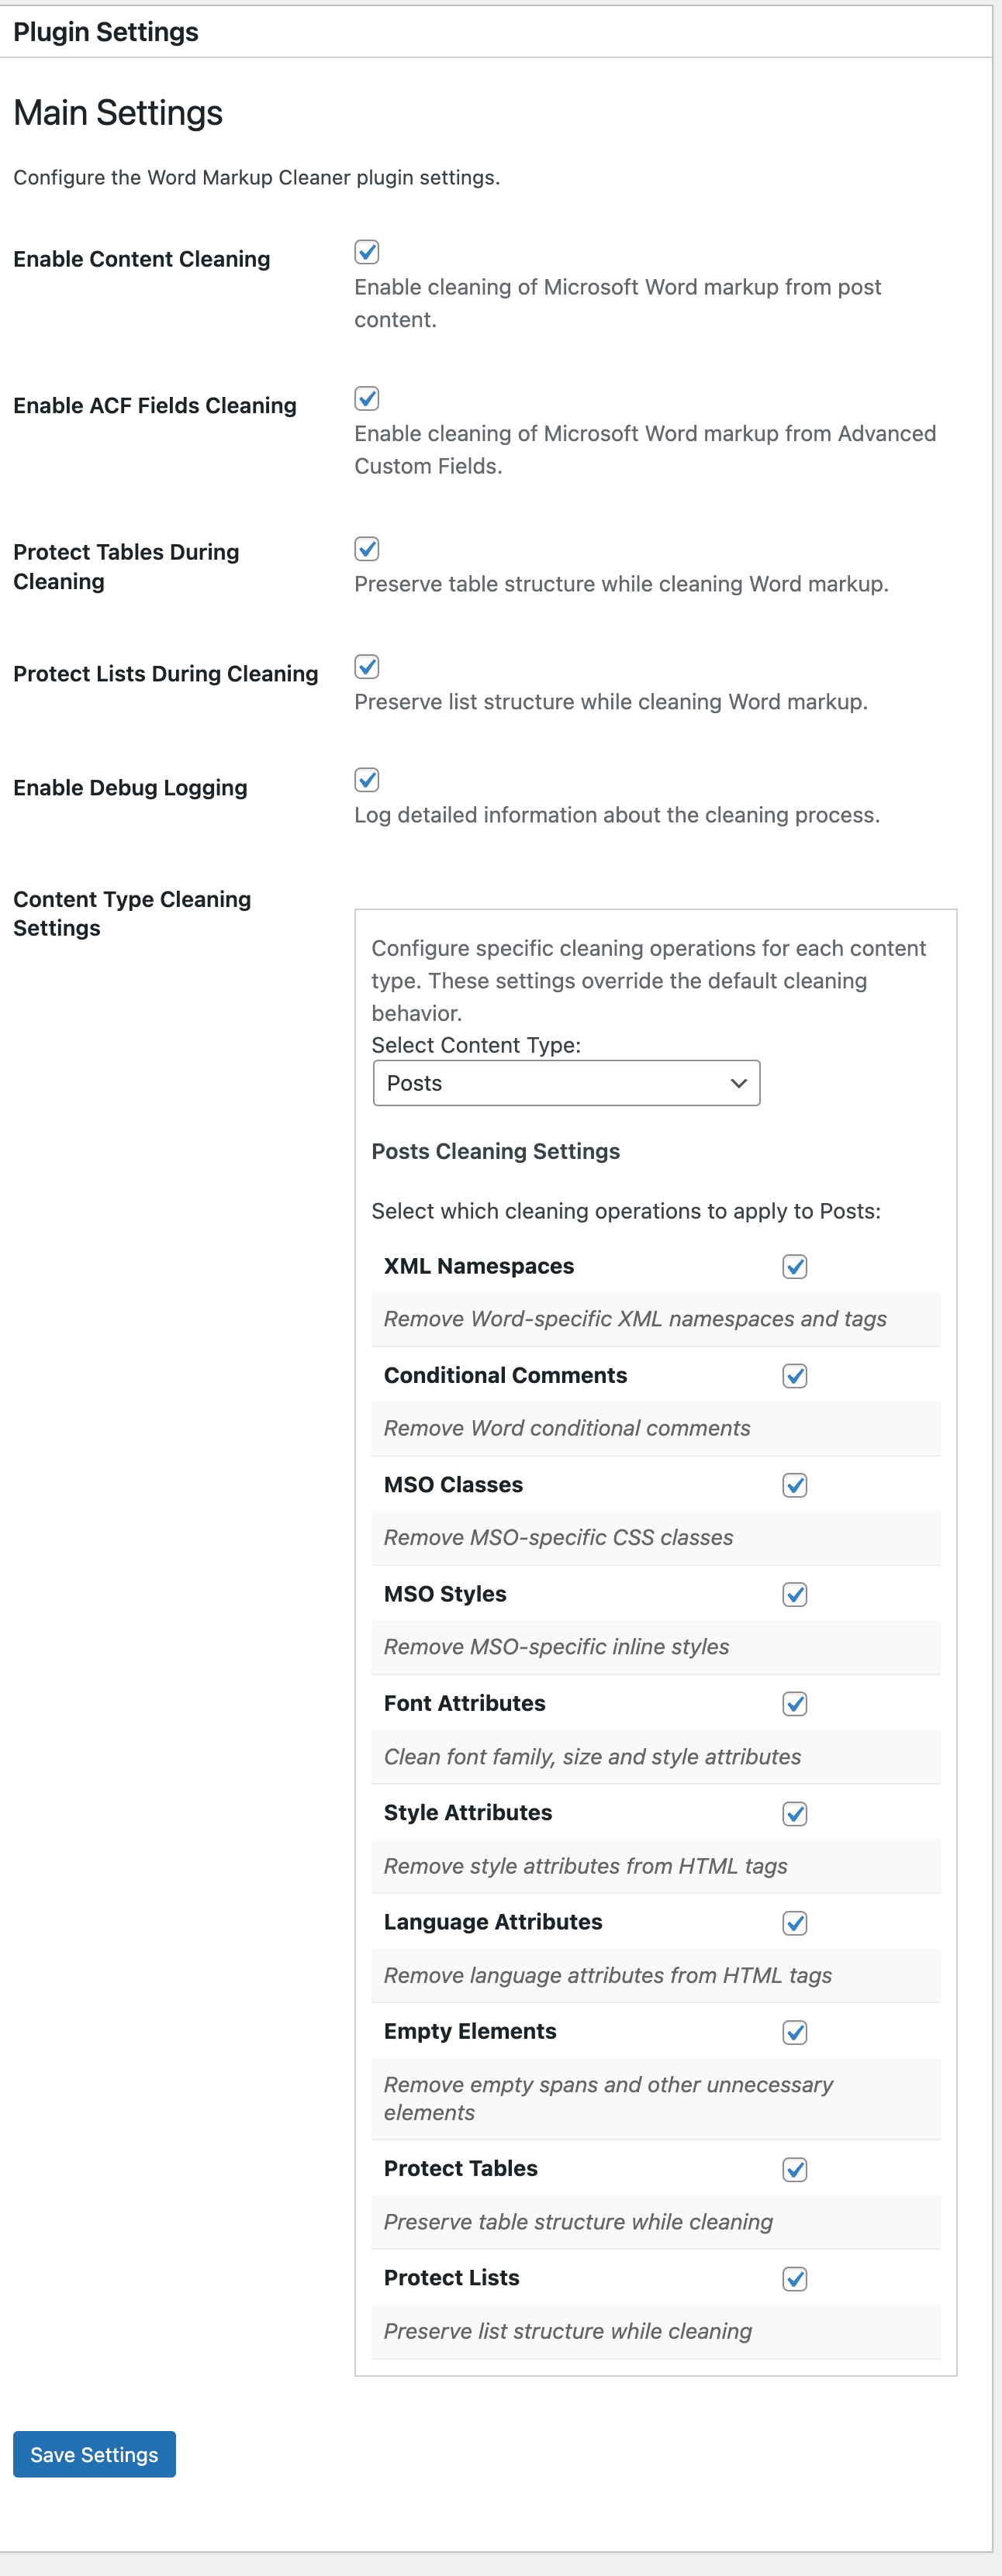 Plugin Settings
Main Settings
Configure the Word Markup Cleaner plugin settings.
Enable Content Cleaning
Enable cleaning of Microsoft Word markup from post
content.
Enable ACF Fields Cleaning
Enable cleaning of Microsoft Word markup from Advanced
Custom Fields.
Protect Tables During
Cleaning
Preserve table structure while cleaning Word markup.
Protect Lists During Cleaning
Preserve list structure while cleaning Word markup.
Enable Debug Logging
Log detailed information about the cleaning process.
Content Type Cleaning
Settings
Configure specific cleaning operations for each content
type. These settings override the default cleaning
behavior.
Select Content Type:
Posts
Posts Cleaning Settings
Select which cleaning operations to apply to Posts:
XML Namespaces
Remove Word-specific XML namespaces and tags
Conditional Comments
Remove Word conditional comments
MSO Classes
Remove MSO-specific CSS classes
MSO Styles
Remove MSO-specific inline styles
Font Attributes
Clean font family, size and style attributes
Style Attributes
Remove style attributes from HTML tags
Language Attributes
Remove language attributes from HTML tags
Empty Elements
Remove empty spans and other unnecessary
elements
Protect Tables
Preserve table structure while cleaning
Protect Lists
Preserve list structure while cleaning
Save Settings